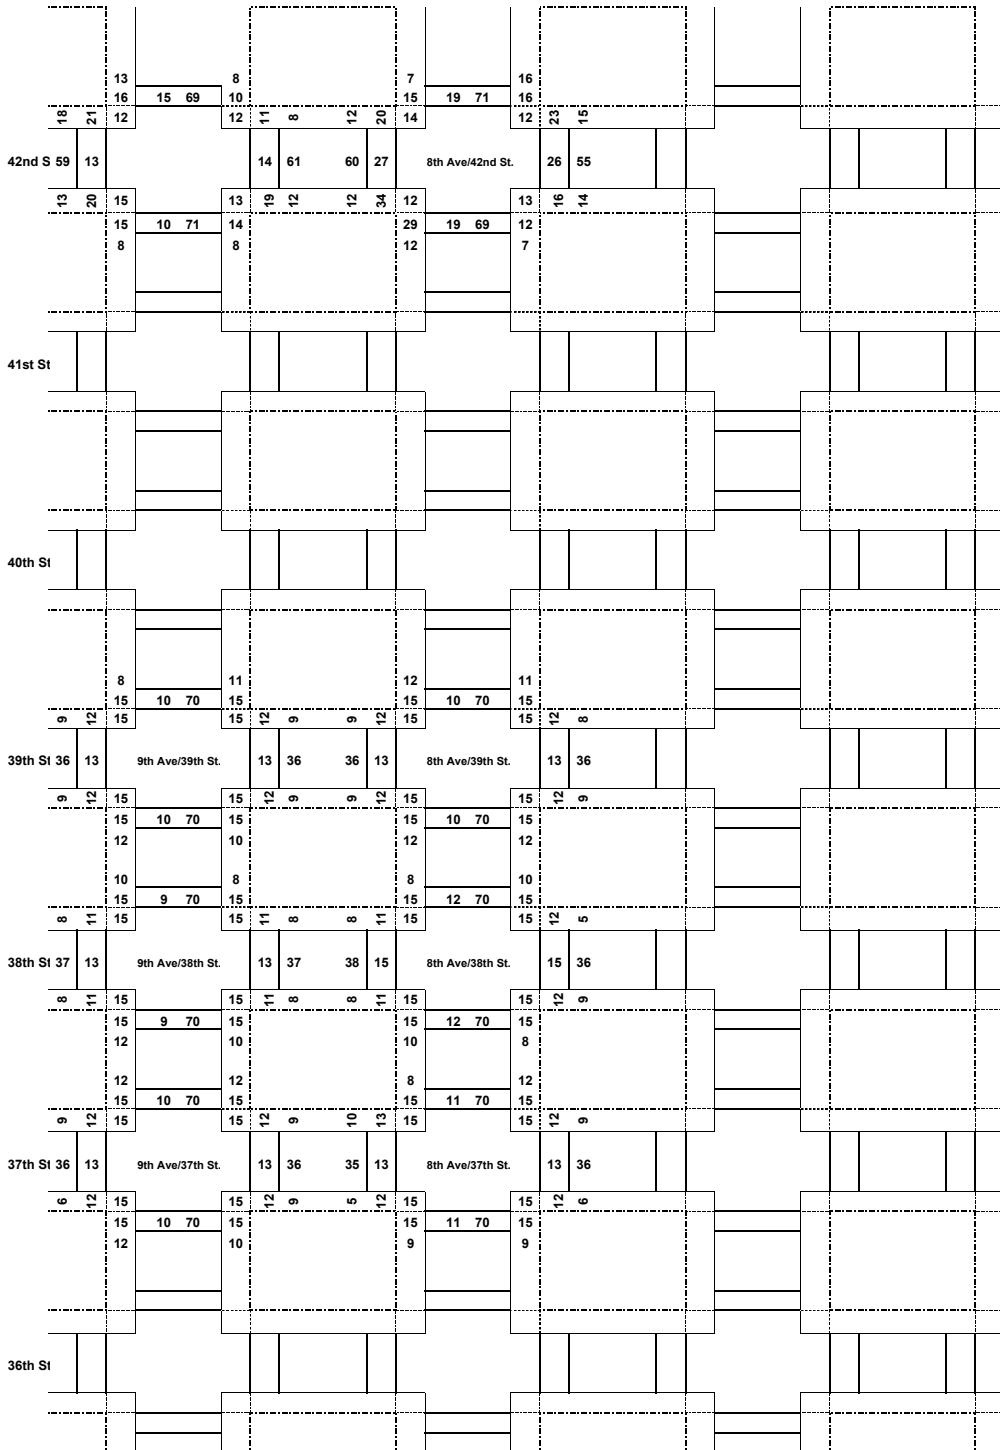 13 8 7 16
16 15 69 10 15 19 71 16
18 21 12 12 11 8 12 20 14 12 23 15
42nd S 59 13 14 61 60 27 8th Ave/42nd St. 26 55
13 20 15 13 19 12 12 34 12 13 16 14
15 10 71 14 29 19 69 12
8 8 12 7
41st St
40th St
8 11 12 11
15 10 70 15 15 10 70 15
9 12 15 15 12 9 9 12 15 15 12 8
39th St 36 13 9th Ave/39th St. 13 36 36 13 8th Ave/39th St. 13 36
9 12 15 15 12 9 9 12 15 15 12 9
15 10 70 15 15 10 70 15
12 10 12 12
10 8 8 10
15 9 70 15 15 12 70 15
8 11 15 15 11 8 8 11 15 15 12 5
38th St 37 13 9th Ave/38th St. 13 37 38 15 8th Ave/38th St. 15 36
8 11 15 15 11 8 8 11 15 15 12 9
15 9 70 15 15 12 70 15
12 10 10 8
12 12 8 12
15 10 70 15 15 11 70 15
9 12 15 15 12 9 10 13 15 15 12 9
37th St 36 13 9th Ave/37th St. 13 36 35 13 8th Ave/37th St. 13 36
6 12 15 15 12 9 5 12 15 15 12 6
15 10 70 15 15 11 70 15
12 10 9 9
36th St